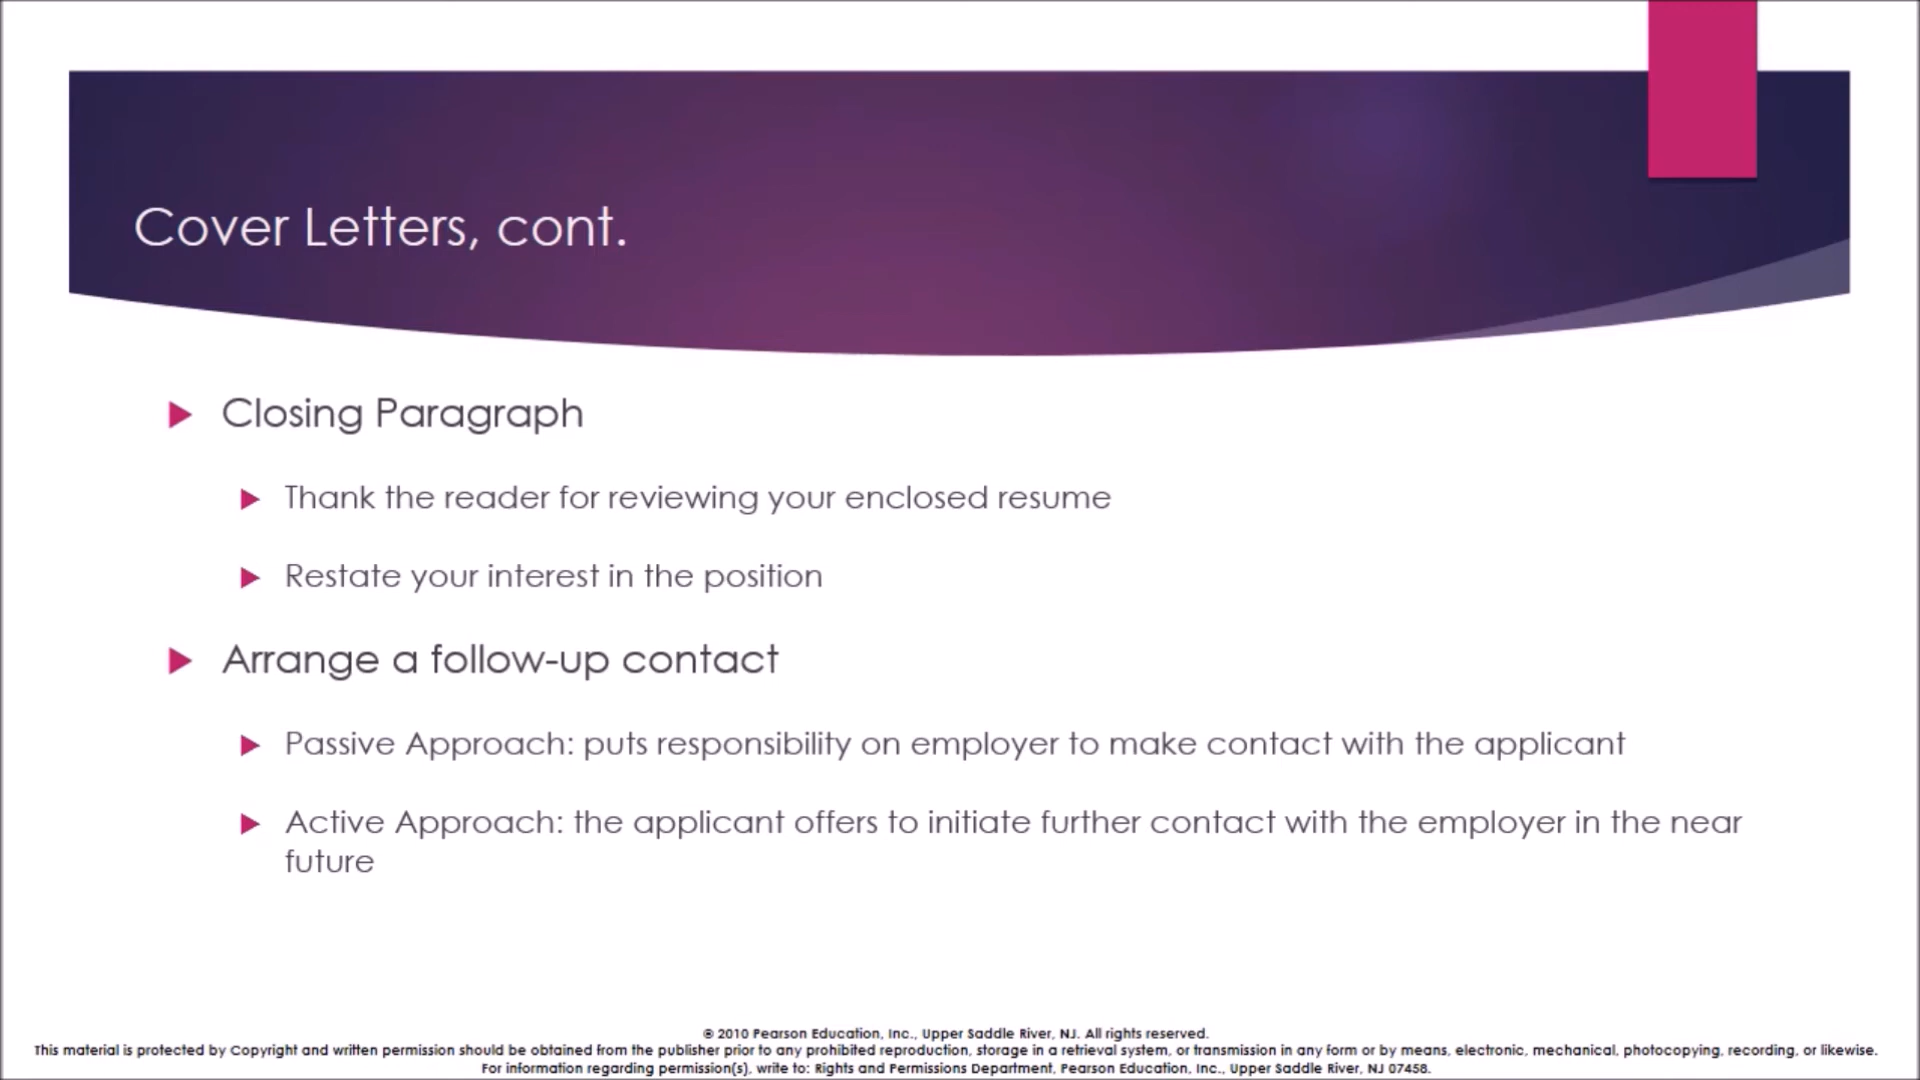 Cover Letters, cont.
Closing Paragraph
Thank the reader for reviewing your enclosed resume
Restate your interest in the position
Arrange a follow-up contact
Passive Approach: puts responsibility on employer to make contact with the applicant
Active Approach: the applicant offers to initiate further contact with the employer in the near
future
© 2010 Pearson Education, Inc., Upper Saddle River, NJ. All rights reserved.
This material is protected by Copyright and written permission should be obtained from the publisher prior to any prohibited reproduction, storage in a retrieval system, or transmission in any form or by means, electronic, mechanical, photocopying, recording, or likewise.
For information regarding permission(s), write to: Rights and Permissions Department, Pearson Education, Inc., Upper Saddle River, NJ 07458.